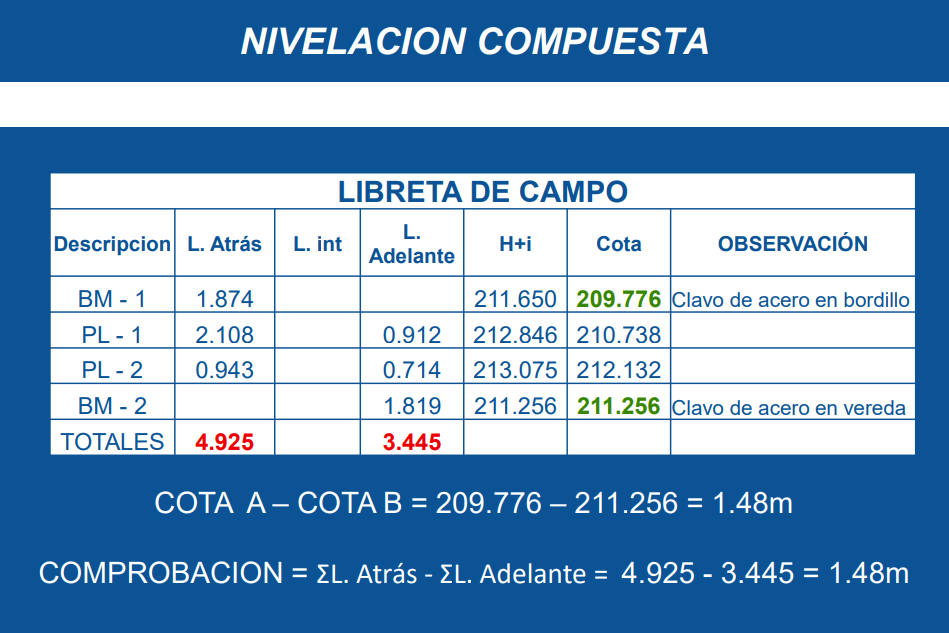 NIVELACION COMPUESTA
LIBRETA DE CAMPO
Descripcion L. Atrás L. int L. Adelante H+i Cota OBSERVACIÓN
BM - 1 1.874 211.650 209.776 Clavo de acero en bordillo
PL - 1 2.108 0.912 212.846 210.738
PL - 2 0.943 0.714 213.075 212.132
BM - 2 1.819 211.256 211.256 Clavo de acero en vereda
TOTALES 4.925 3.445
COTA A – COTA B = 209.776 – 211.256 = 1.48m
COMPROBACION = ΣL. Atrás - ΣL. Adelante = 4.925 - 3.445 = 1.48m